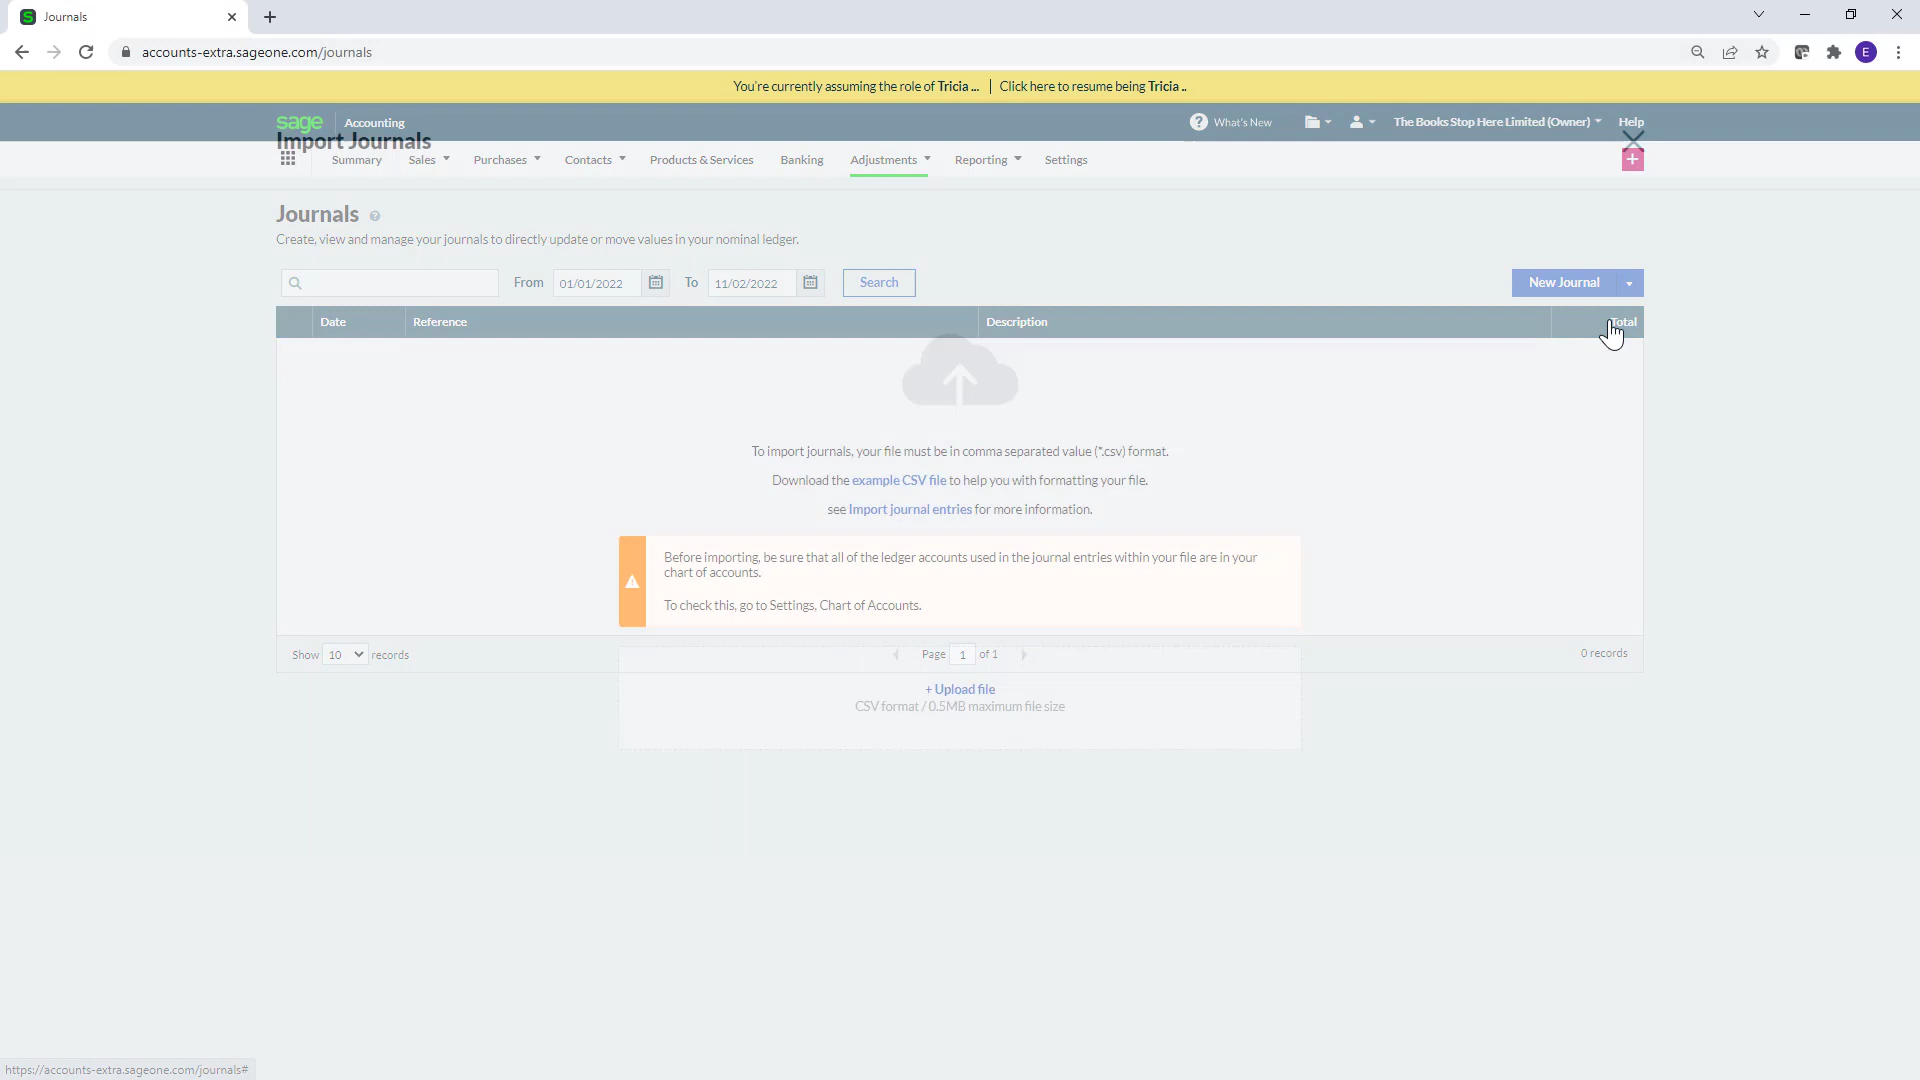 Journals
accounts-extra.sageone.com/journals
E
You're currently assuming the role of Tricia ... | Click here to resume being Tricia ..
sage Accounting
What's New
The Books Stop Here Limited (Owner)
Help
Import Journals
Summary
Sales
Purchases
Contacts
Products & Services
Banking
Adjustments
Reporting
Settings
Journals
Create, view and manage your journals to directly update or move values in your nominal ledger.
From 01/01/2022 To 11/02/2022 Search
New Journal
Date Reference Description Total
To import journals, your file must be in comma separated value (*.csv) format.
Download the example CSV file to help you with formatting your file.
see Import journal entries for more information.
Before importing, be sure that all of the ledger accounts used in the journal entries within your file are in your
chart of accounts.
To check this, go to Settings, Chart of Accounts.
Show 10 records
Page 1 of 1
0 records
+ Upload file
CSV format / 0.5MB maximum file size
https://accounts-extra.sageone.com/journals#